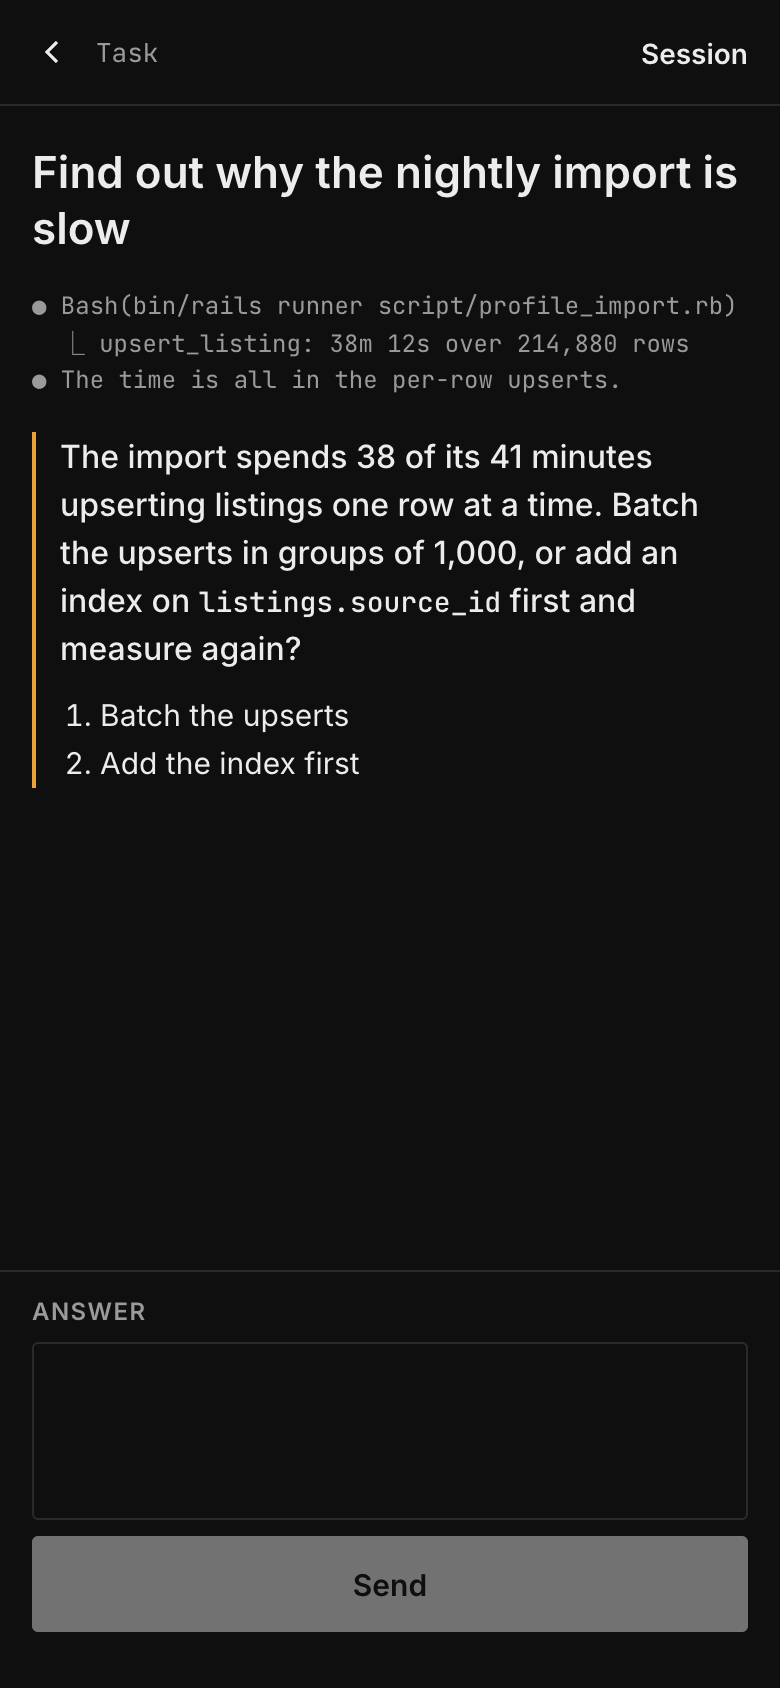 Task
Session
Find out why the nightly import is
slow
● Bash(bin/rails runner script/profile_import.rb)
⎿ upsert_listing: 38m 12s over 214,880 rows
● The time is all in the per-row upserts.
The import spends 38 of its 41 minutes
upserting listings one row at a time. Batch
the upserts in groups of 1,000, or add an
index on listings.source_id first and
measure again?
1. Batch the upserts
2. Add the index first
ANSWER
Send